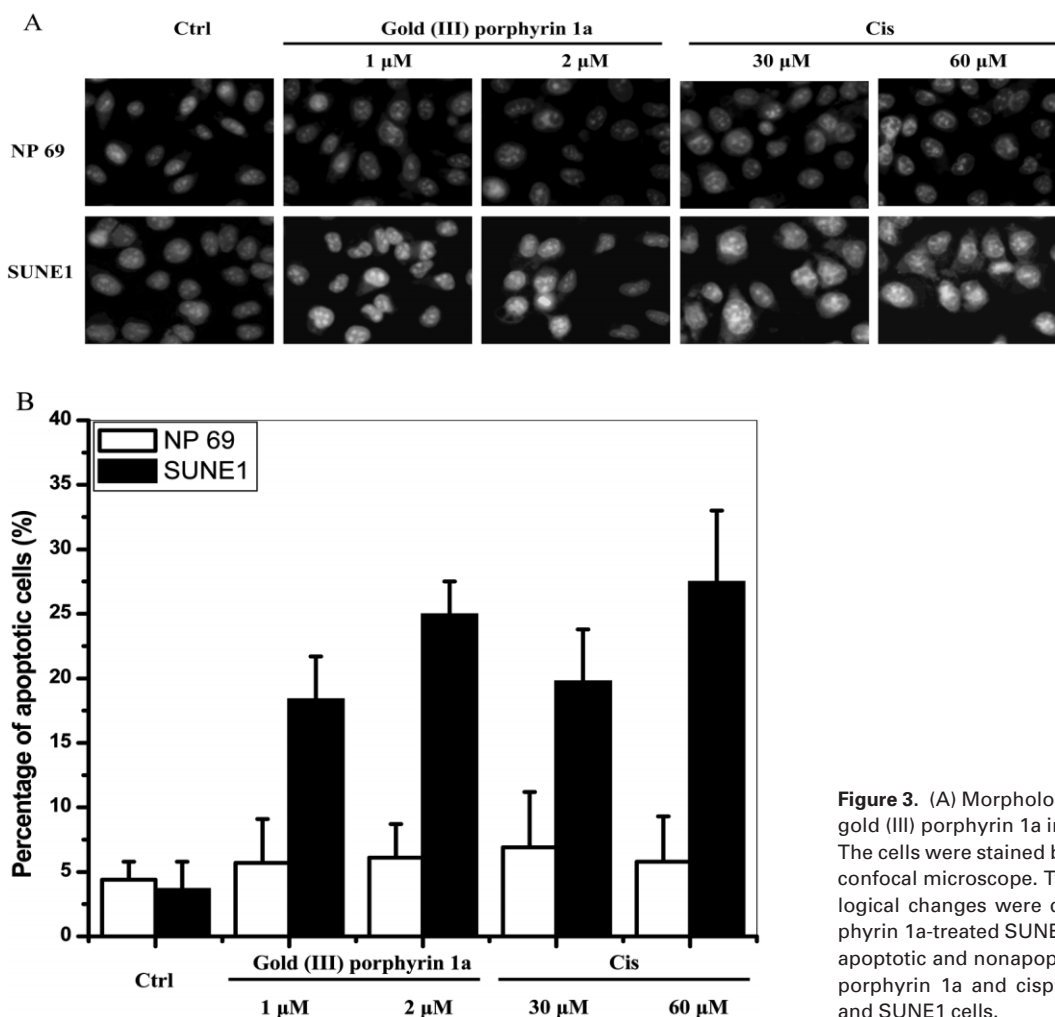 A
Ctrl
Gold (III) porphyrin 1a
Cis
1 μM
2 μM
30 μM
60 μM
NP 69
SUNE1
B
40
35
30
25
20
15
10
5
0
Percentage of apoptotic cells (%)
NP 69
SUNE1
Ctrl
Gold (III) porphyrin 1a
Cis
1 μM
2 μM
30 μM
60 μM
Figure 3. (A) Morpholo
gold (III) porphyrin 1a in
The cells were stained b
confocal microscope. T
logical changes were c
phyrin 1a-treated SUNE
apoptotic and nonapop
porphyrin 1a and cisp
and SUNE1 cells.